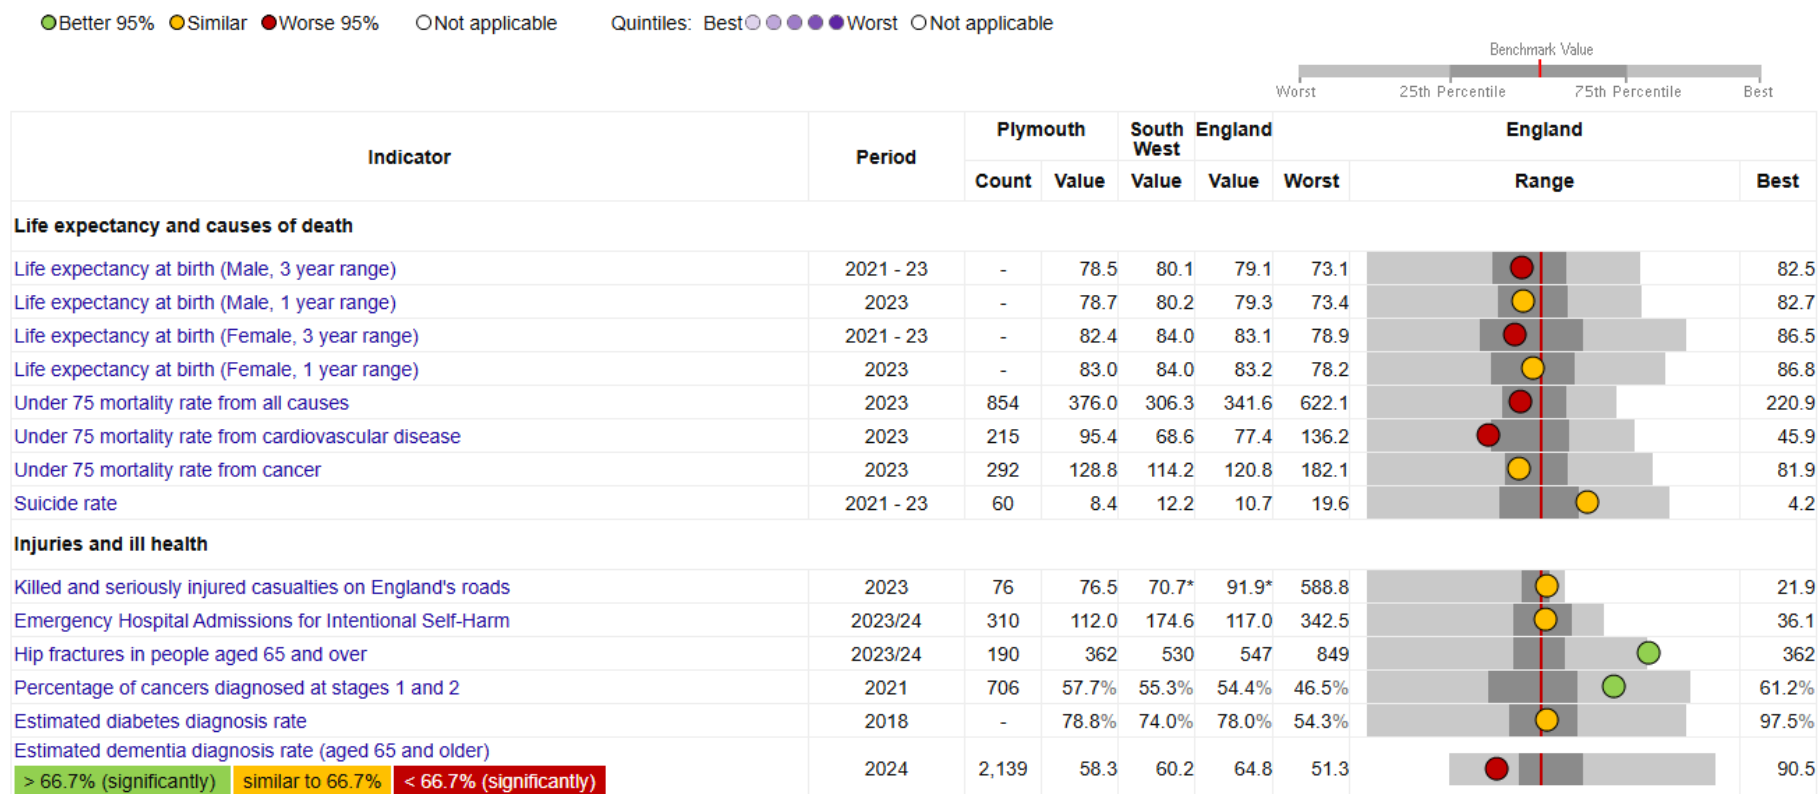 Better 95% Similar Worse 95% Not applicable Quintiles: Best Worst Not applicable
Benchmark Value
Worst 25th Percentile 75th Percentile Best
Indicator Period Plymouth South West England England
Count Value Value Value Worst Range Best
Life expectancy and causes of death
Life expectancy at birth (Male, 3 year range) 2021 - 23 - 78.5 80.1 79.1 73.1 82.5
Life expectancy at birth (Male, 1 year range) 2023 - 78.7 80.2 79.3 73.4 82.7
Life expectancy at birth (Female, 3 year range) 2021 - 23 - 82.4 84.0 83.1 78.9 86.5
Life expectancy at birth (Female, 1 year range) 2023 - 83.0 84.0 83.2 78.2 86.8
Under 75 mortality rate from all causes 2023 854 376.0 306.3 341.6 622.1 220.9
Under 75 mortality rate from cardiovascular disease 2023 215 95.4 68.6 77.4 136.2 45.9
Under 75 mortality rate from cancer 2023 292 128.8 114.2 120.8 182.1 81.9
Suicide rate 2021 - 23 60 8.4 12.2 10.7 19.6 4.2
Injuries and ill health
Killed and seriously injured casualties on England's roads 2023 76 76.5 70.7* 91.9* 588.8 21.9
Emergency Hospital Admissions for Intentional Self-Harm 2023/24 310 112.0 174.6 117.0 342.5 36.1
Hip fractures in people aged 65 and over 2023/24 190 362 530 547 849 362
Percentage of cancers diagnosed at stages 1 and 2 2021 706 57.7% 55.3% 54.4% 46.5% 61.2%
Estimated diabetes diagnosis rate 2018 - 78.8% 74.0% 78.0% 54.3% 97.5%
Estimated dementia diagnosis rate (aged 65 and older) 2024 2,139 58.3 60.2 64.8 51.3 90.5
> 66.7% (significantly) similar to 66.7% < 66.7% (significantly)